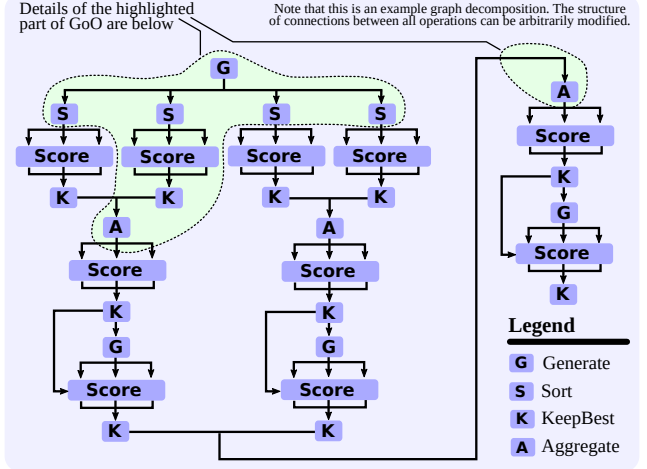 Details of the highlighted
part of GoO are below
Note that this is an example graph decomposition. The structure
of connections between all operations can be arbitrarily modified.
G
A
S S S S
Score
Score Score Score Score
K
K K K K
G
A A
Score
Score Score
K
K K
Legend
G G
G Generate
S Sort
Score Score
K KeepBest
K K
A Aggregate